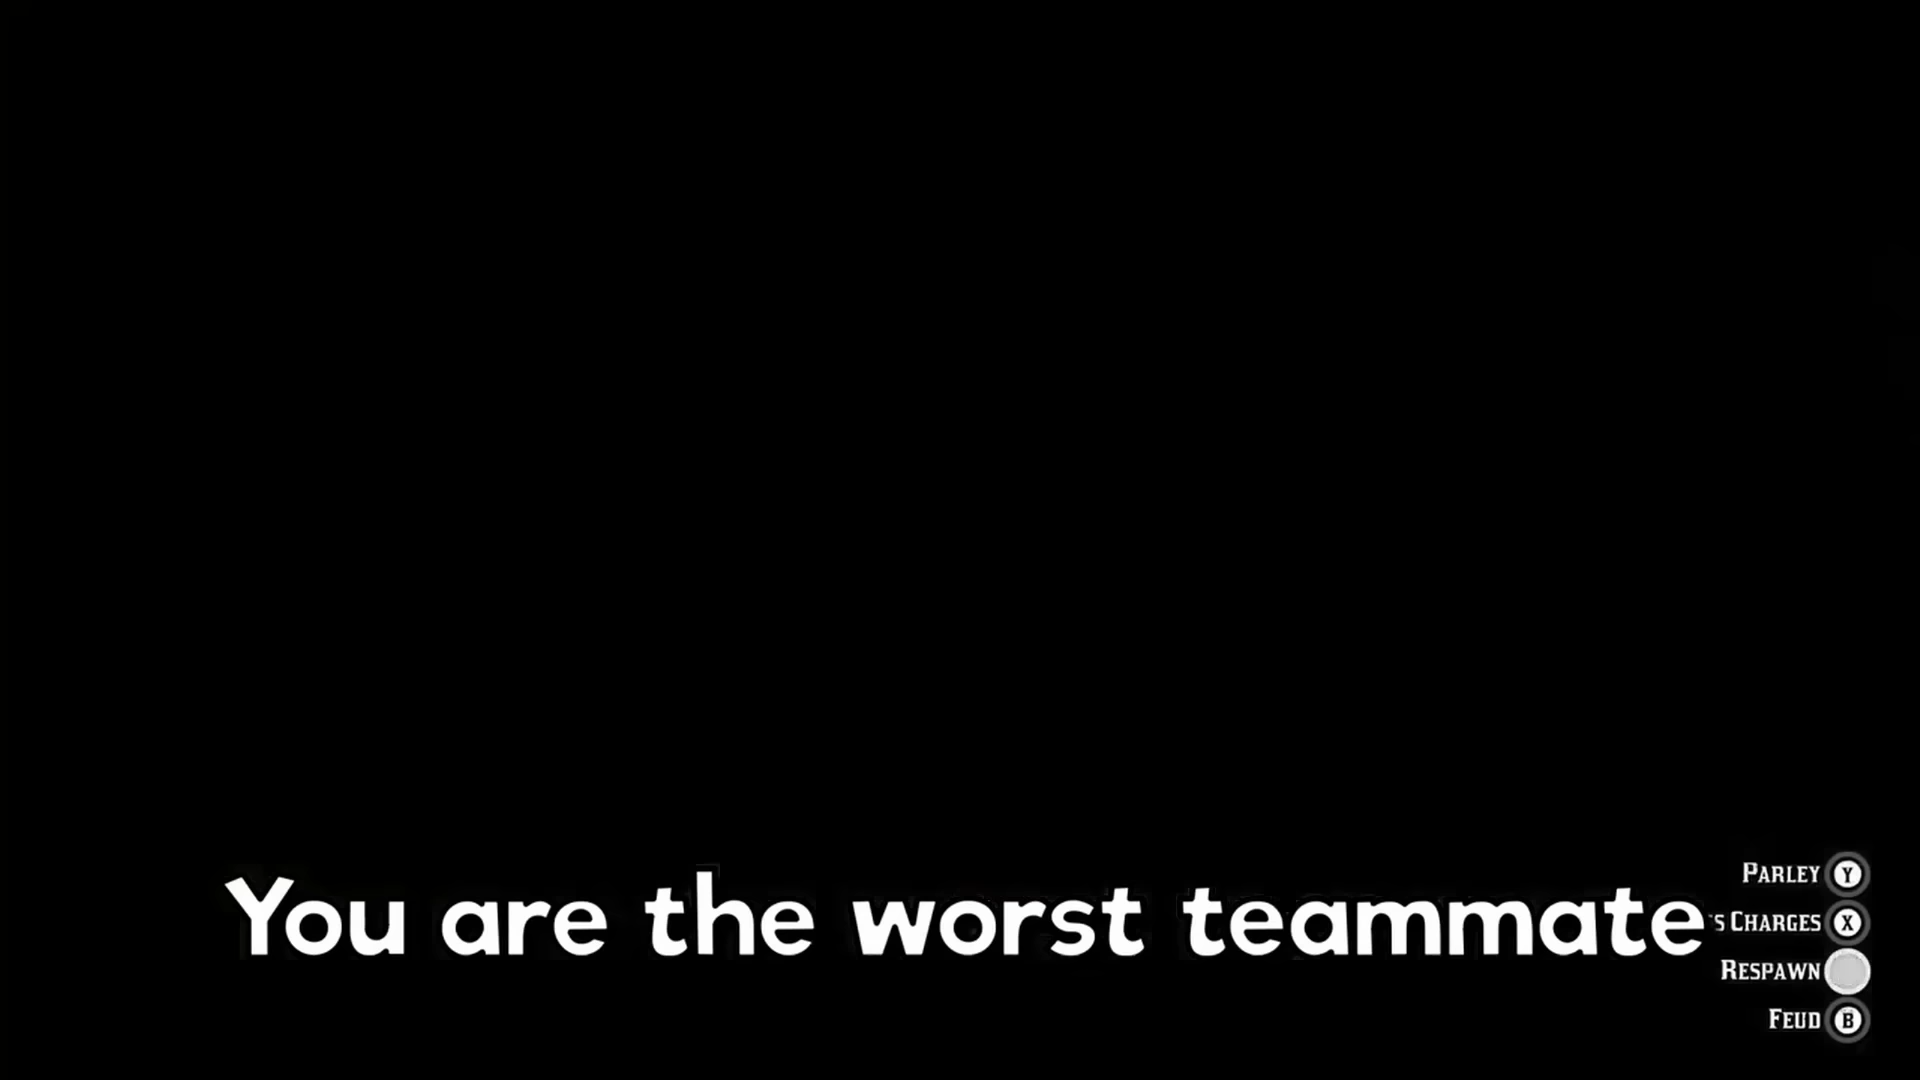 You are the worst teammate
Parley Y
s Charges X
Respawn
Feud B